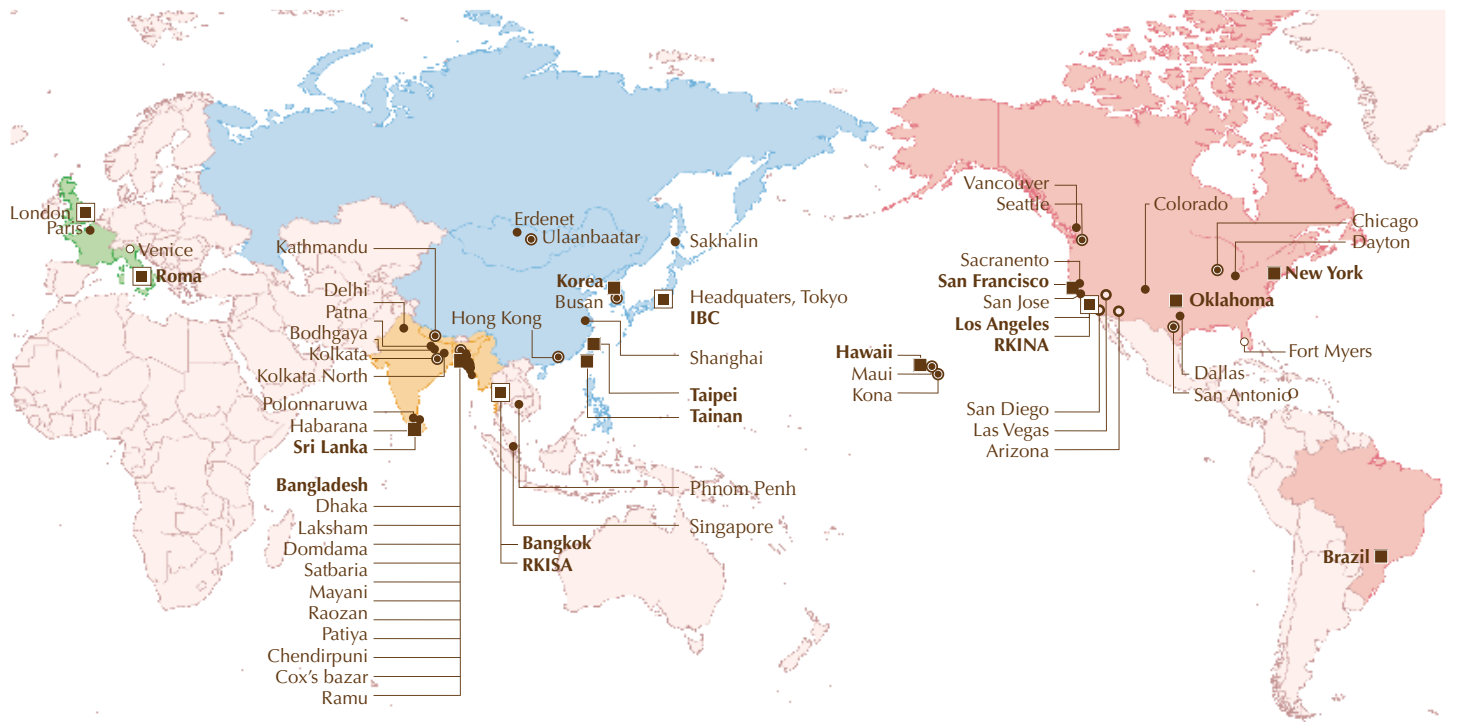 London
Paris
Venice
Roma
Kathmandu
Delhi
Patna
Bodhgaya
Kolkata
Kolkata North
Polonnaruwa
Habarana
Sri Lanka
Bangladesh
Dhaka
Laksham
Domdama
Satbaria
Mayani
Raozan
Patiya
Chendirpuni
Cox's bazar
Ramu
Erdenet
Ulaanbaatar
Sakhalin
Korea
Busan
Headquaters, Tokyo
IBC
Hong Kong
Shanghai
Taipei
Tainan
Phnom Penh
Singapore
Bangkok
RKISA
Hawaii
Maui
Kona
Vancouver
Seattle
Sacranento
San Francisco
San Jose
Los Angeles
RKINA
San Diego
Las Vegas
Arizona
Colorado
Chicago
Dayton
New York
Oklahoma
Fort Myers
Dallas
San Antonio
Brazil